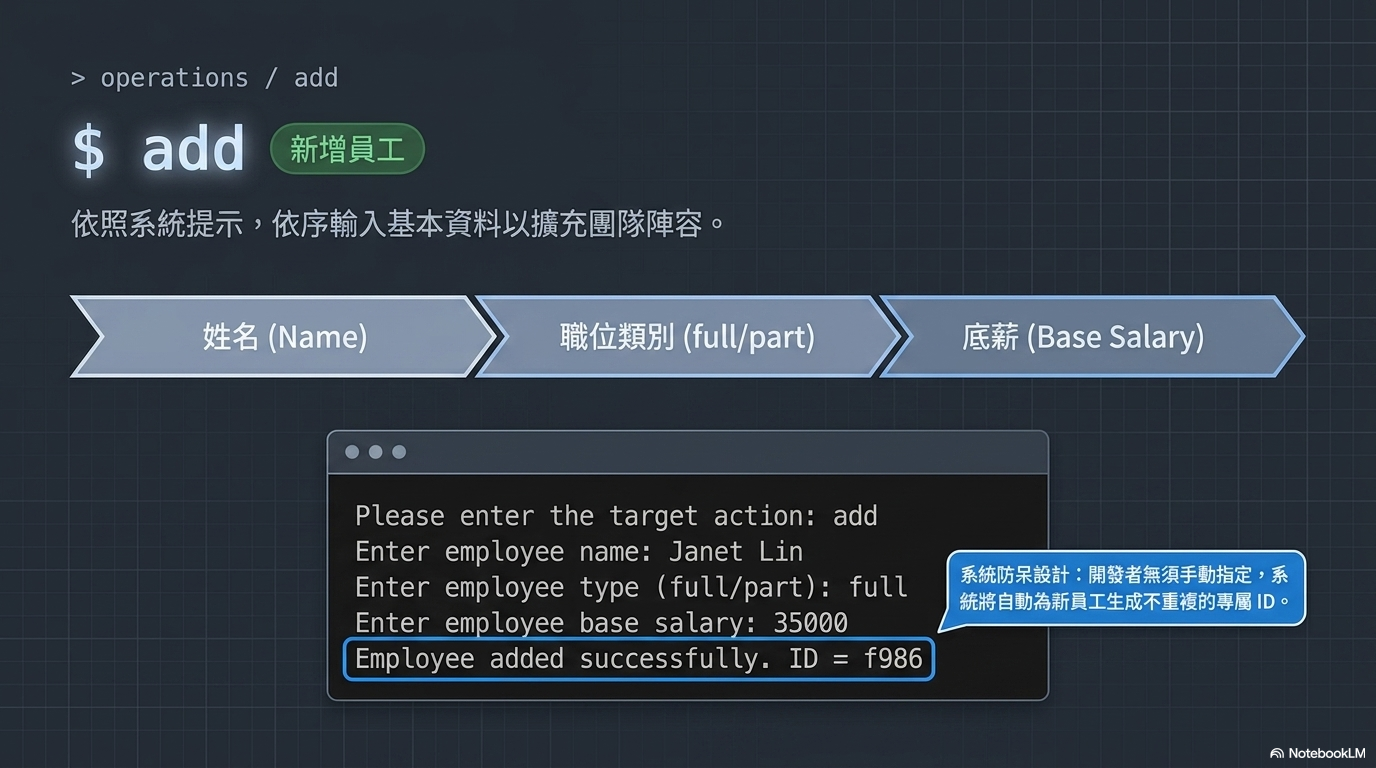 > operations / add
$ add 新增員工
依照系統提示，依序輸入基本資料以擴充團隊陣容。
姓名 (Name)
職位類別 (full/part)
底薪 (Base Salary)
Please enter the target action: add
Enter employee name: Janet Lin
Enter employee type (full/part): full
Enter employee base salary: 35000
Employee added successfully. ID = f986
系統防呆設計：開發者無須手動指定，系
統將自動為新員工生成不重複的專屬 ID。
NotebookLM